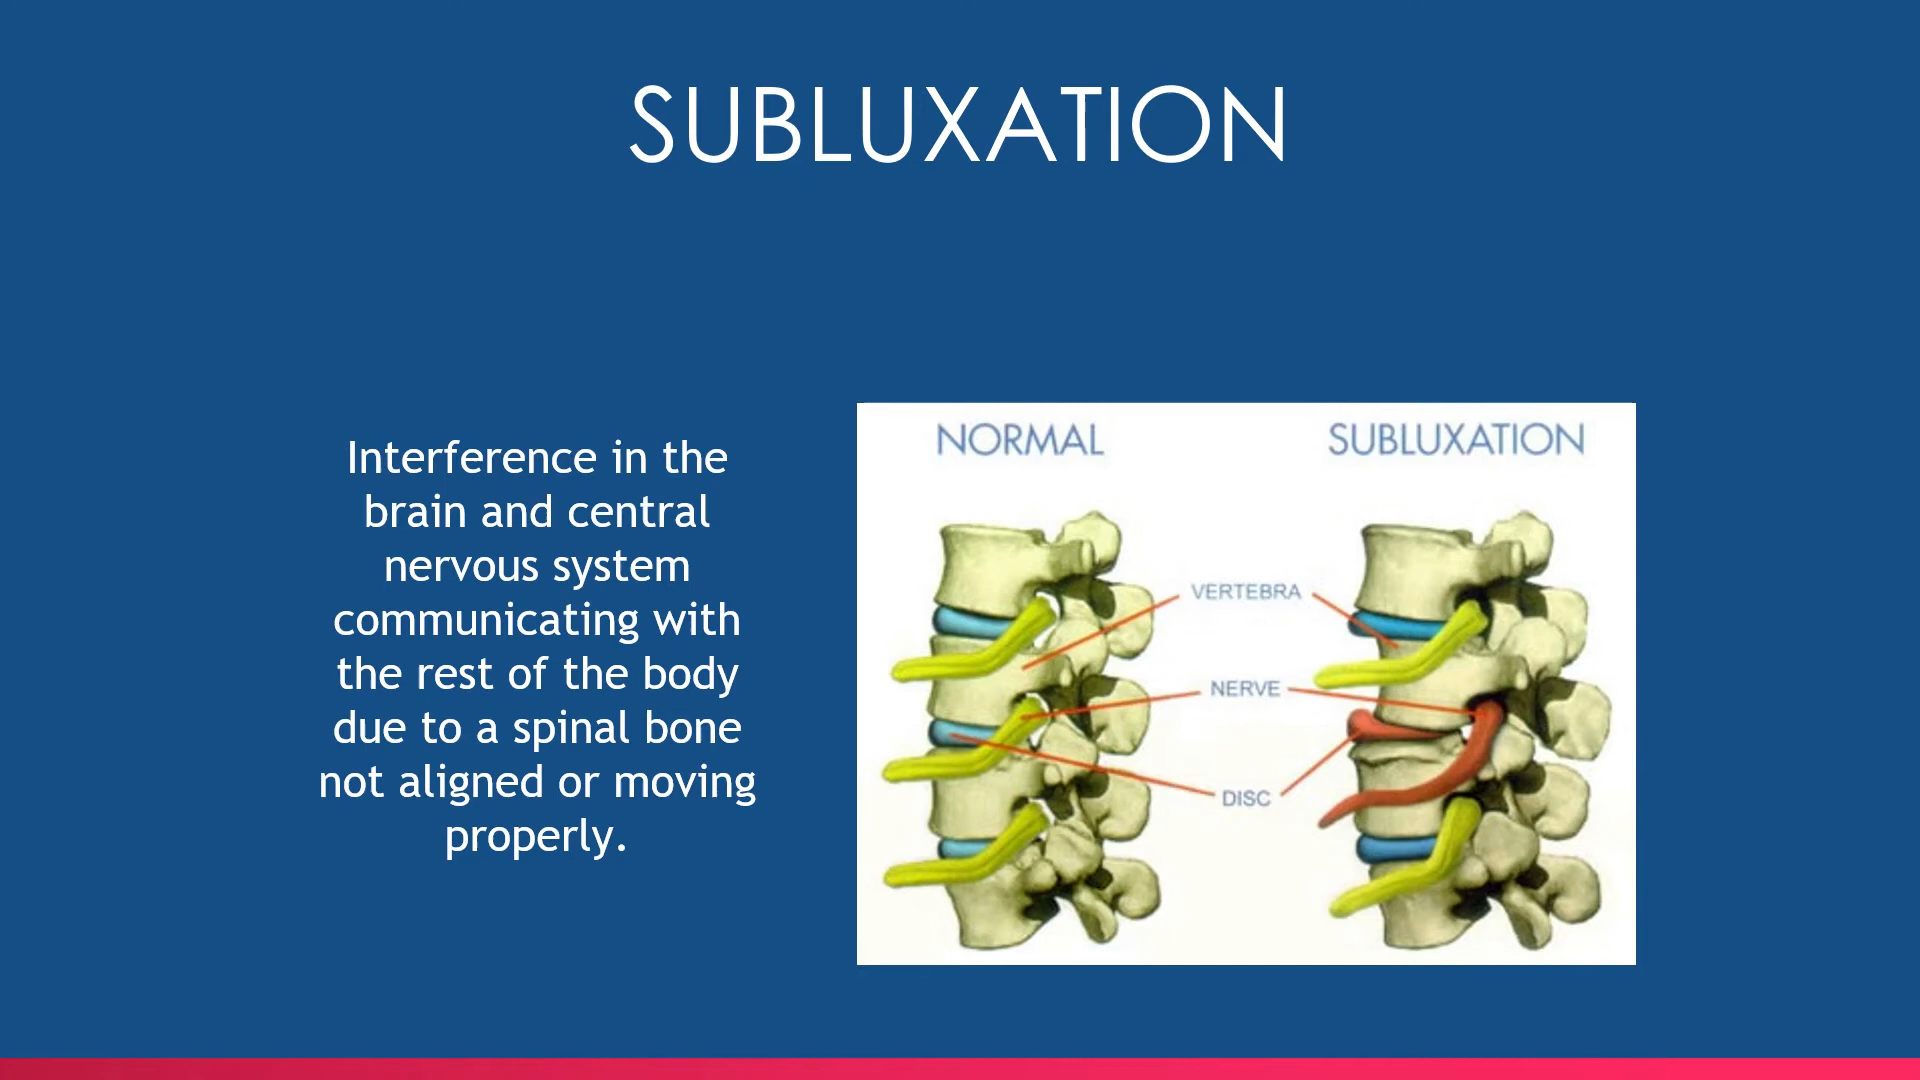 SUBLUXATION
Interference in the
brain and central
nervous system
communicating with
the rest of the body
due to a spinal bone
not aligned or moving
properly.
NORMAL
SUBLUXATION
VERTEBRA
NERVE
DISC